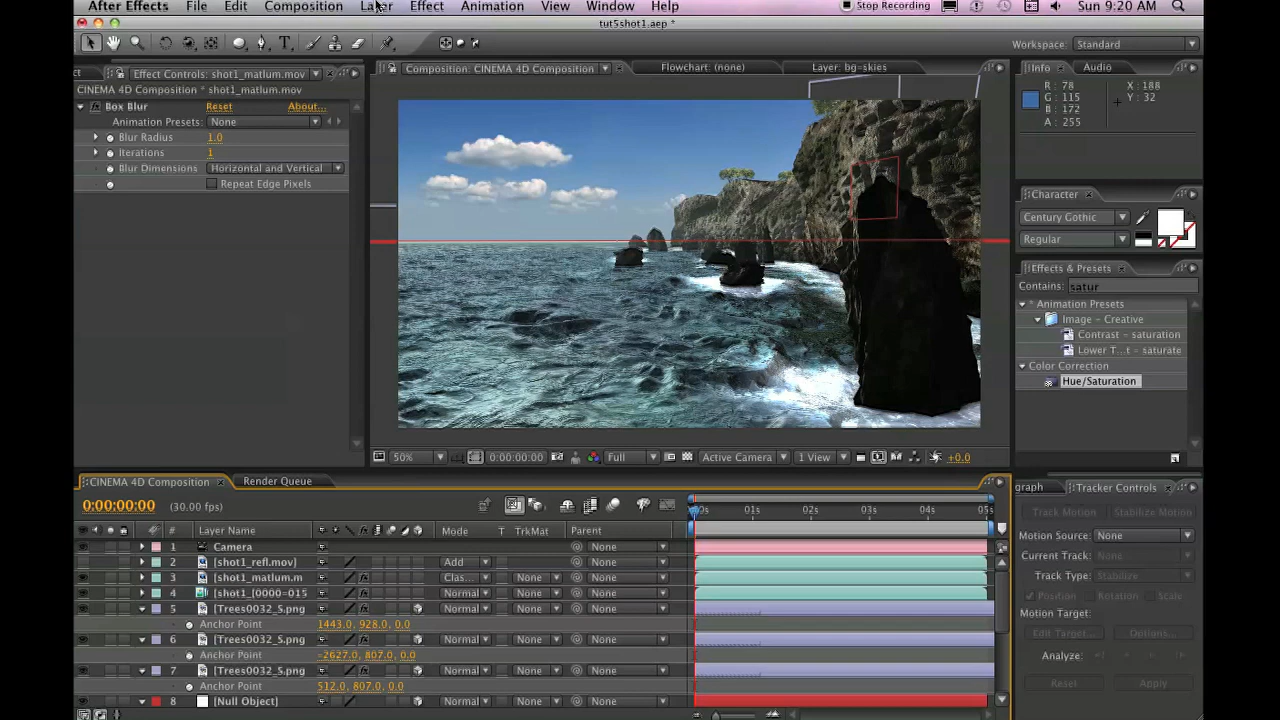 After Effects File Edit Composition Layer Effect Animation View Window Help Stop Recording Sun 9:20 AM
tut5shot1.aep *
Workspace: Standard
Effect Controls: shot1_matlum.mov
CINEMA 4D Composition * shot1_matlum.mov
Box Blur Reset About...
Animation Presets: None
Blur Radius 1.0
Iterations 1
Blur Dimensions Horizontal and Vertical
Repeat Edge Pixels
Composition: CINEMA 4D Composition Flowchart: (none) Layer: bg-skies
50% 0:00:00:00 Full Active Camera 1 View +0.0
Info Audio
R : 78 X : 188
G : 115 Y : 32
B : 172
A : 255
Character
Century Gothic
Regular
Effects & Presets
Contains: satur
* Animation Presets
Image - Creative
Contrast - saturation
Lower T...t - saturate
Color Correction
Hue/Saturation
CINEMA 4D Composition Render Queue
0:00:00:00 (30.00 fps)
# Layer Name Mode T TrkMat Parent
01s 02s 03s 04s 05s
1 Camera None
2 [shot1_refl.mov] Add None
3 [shot1_matlum.m Clas... None None
4 [shot1_[0000=015 Normal None None
5 [Trees0032_S.png Normal None None
Anchor Point 1443.0, 928.0, 0.0
6 [Trees0032_S.png Normal None None
Anchor Point -2627.0, 807.0, 0.0
7 [Trees0032_S.png Normal None None
Anchor Point 512.0, 807.0, 0.0
8 [Null Object] Normal None None
graph Tracker Controls
Track Motion Stabilize Motion
Motion Source: None
Current Track: None
Track Type: Stabilize
Position Rotation Scale
Motion Target:
Edit Target... Options...
Analyze:
Reset Apply